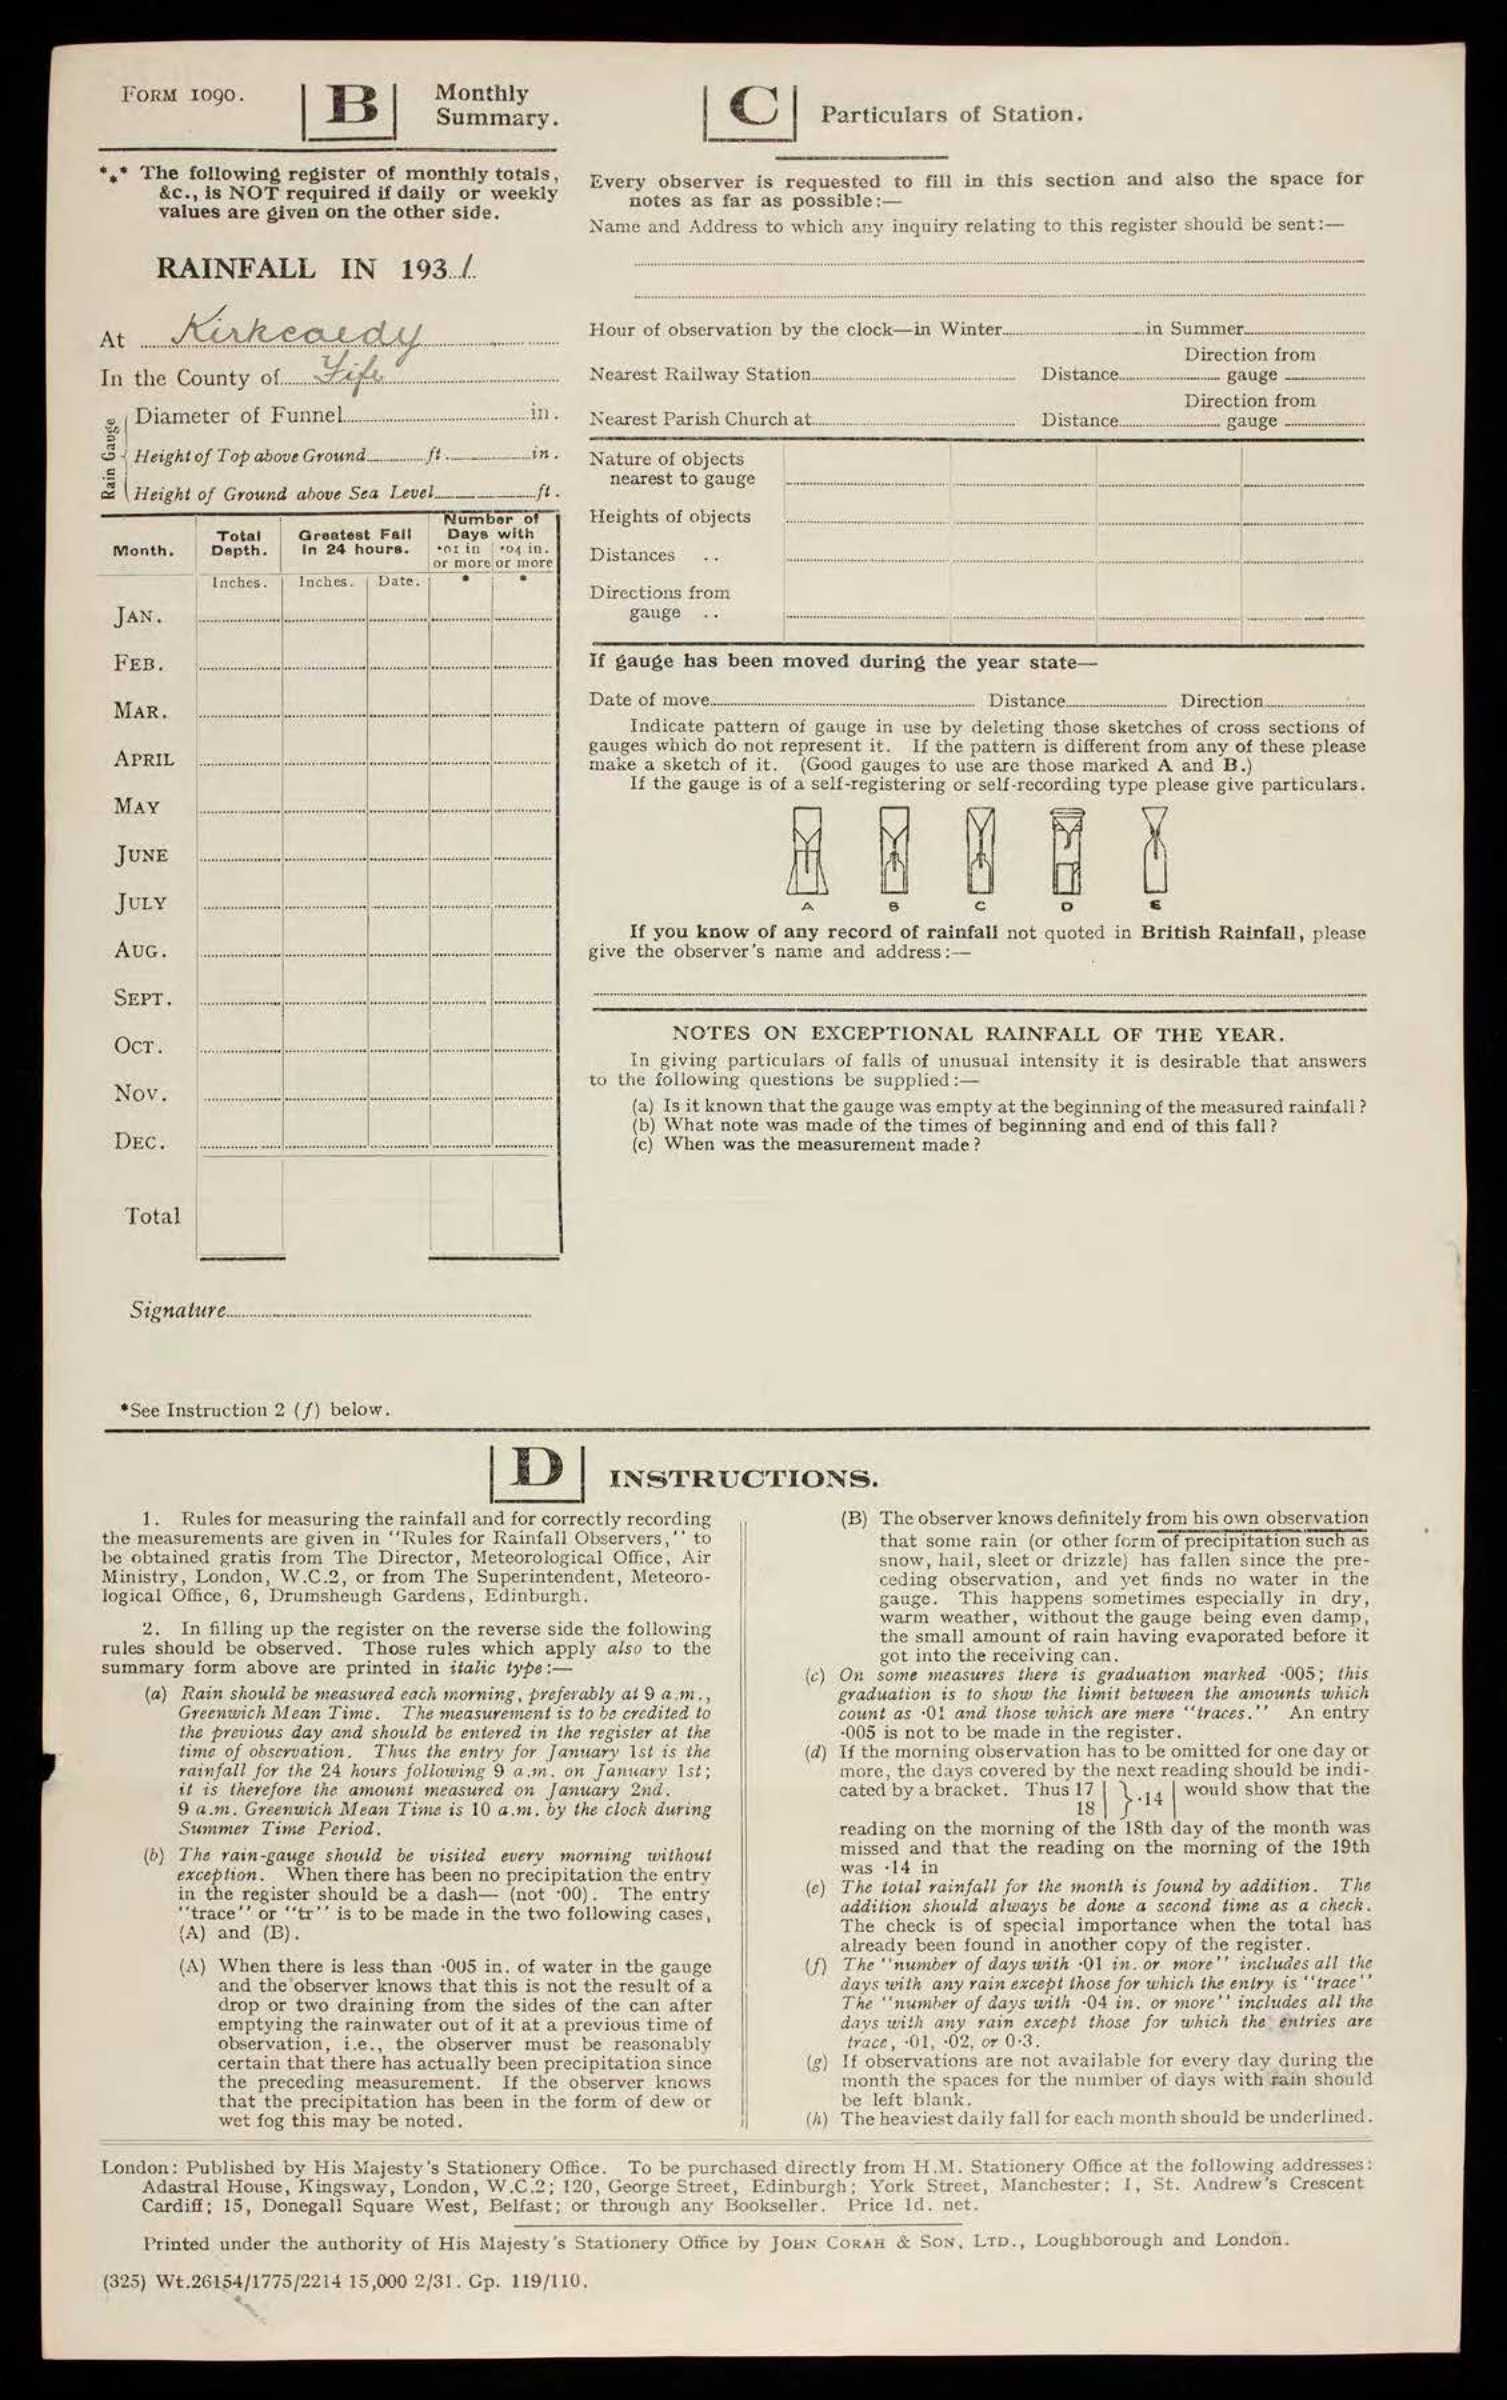 FORM 1090.
B
Monthly
Summary.
*** The following register of monthly totals,
&c., is NOT required if daily or weekly
values are given on the other side.
RAINFALL IN 1931.
At Kirkcaldy
In the County of Fife
Rain Gauge
Diameter of Funnel in.
Height of Top above Ground ft. in.
Height of Ground above Sea Level ft.
Month.
Total
Depth.
Greatest Fall
in 24 hours.
Number of
Days with
·01 in
or more
·04 in.
or more
Inches. Inches. Date. * *
JAN.
FEB.
MAR.
APRIL
MAY
JUNE
JULY
AUG.
SEPT.
OCT.
NOV.
DEC.
Total
Signature
*See Instruction 2 (f) below.
C
Particulars of Station.
Every observer is requested to fill in this section and also the space for
notes as far as possible:—
Name and Address to which any inquiry relating to this register should be sent:—
Hour of observation by the clock—in Winter in Summer
Direction from
Nearest Railway Station Distance gauge
Direction from
Nearest Parish Church at Distance gauge
Nature of objects
nearest to gauge
Heights of objects
Distances . .
Directions from
gauge . .
If gauge has been moved during the year state—
Date of move Distance Direction
Indicate pattern of gauge in use by deleting those sketches of cross sections of
gauges which do not represent it. If the pattern is different from any of these please
make a sketch of it. (Good gauges to use are those marked A and B.)
If the gauge is of a self-registering or self-recording type please give particulars.
A B C D E
If you know of any record of rainfall not quoted in British Rainfall, please
give the observer's name and address:—
NOTES ON EXCEPTIONAL RAINFALL OF THE YEAR.
In giving particulars of falls of unusual intensity it is desirable that answers
to the following questions be supplied:—
(a) Is it known that the gauge was empty at the beginning of the measured rainfall?
(b) What note was made of the times of beginning and end of this fall?
(c) When was the measurement made?
D
INSTRUCTIONS.
1. Rules for measuring the rainfall and for correctly recording
the measurements are given in "Rules for Rainfall Observers," to
be obtained gratis from The Director, Meteorological Office, Air
Ministry, London, W.C.2, or from The Superintendent, Meteoro-
logical Office, 6, Drumsheugh Gardens, Edinburgh.
2. In filling up the register on the reverse side the following
rules should be observed. Those rules which apply also to the
summary form above are printed in italic type:—
(a) Rain should be measured each morning, preferably at 9 a.m.,
Greenwich Mean Time. The measurement is to be credited to
the previous day and should be entered in the register at the
time of observation. Thus the entry for January 1st is the
rainfall for the 24 hours following 9 a.m. on January 1st;
it is therefore the amount measured on January 2nd.
9 a.m. Greenwich Mean Time is 10 a.m. by the clock during
Summer Time Period.
(b) The rain-gauge should be visited every morning without
exception. When there has been no precipitation the entry
in the register should be a dash— (not ·00). The entry
"trace" or "tr" is to be made in the two following cases,
(A) and (B).
(A) When there is less than ·005 in. of water in the gauge
and the observer knows that this is not the result of a
drop or two draining from the sides of the can after
emptying the rainwater out of it at a previous time of
observation, i.e., the observer must be reasonably
certain that there has actually been precipitation since
the preceding measurement. If the observer knows
that the precipitation has been in the form of dew or
wet fog this may be noted.
(B) The observer knows definitely from his own observation
that some rain (or other form of precipitation such as
snow, hail, sleet or drizzle) has fallen since the pre-
ceding observation, and yet finds no water in the
gauge. This happens sometimes especially in dry,
warm weather, without the gauge being even damp,
the small amount of rain having evaporated before it
got into the receiving can.
(c) On some measures there is graduation marked ·005; this
graduation is to show the limit between the amounts which
count as ·01 and those which are mere "traces." An entry
·005 is not to be made in the register.
(d) If the morning observation has to be omitted for one day or
more, the days covered by the next reading should be indi-
cated by a bracket. Thus 17 | } ·14 | would show that the
18 |
reading on the morning of the 18th day of the month was
missed and that the reading on the morning of the 19th
was ·14 in
(e) The total rainfall for the month is found by addition. The
addition should always be done a second time as a check.
The check is of special importance when the total has
already been found in another copy of the register.
(f) The "number of days with ·01 in. or more" includes all the
days with any rain except those for which the entry is "trace"
The "number of days with ·04 in. or more" includes all the
days with any rain except those for which the entries are
trace, ·01, ·02, or 0·3.
(g) If observations are not available for every day during the
month the spaces for the number of days with rain should
be left blank.
(h) The heaviest daily fall for each month should be underlined.
London: Published by His Majesty's Stationery Office. To be purchased directly from H.M. Stationery Office at the following addresses:
Adastral House, Kingsway, London, W.C.2; 120, George Street, Edinburgh; York Street, Manchester; 1, St. Andrew's Crescent
Cardiff; 15, Donegall Square West, Belfast; or through any Bookseller. Price 1d. net.
Printed under the authority of His Majesty's Stationery Office by JOHN CORAH & SON, LTD., Loughborough and London.
(325) Wt.26154/1775/2214 15,000 2/31. Gp. 119/110.